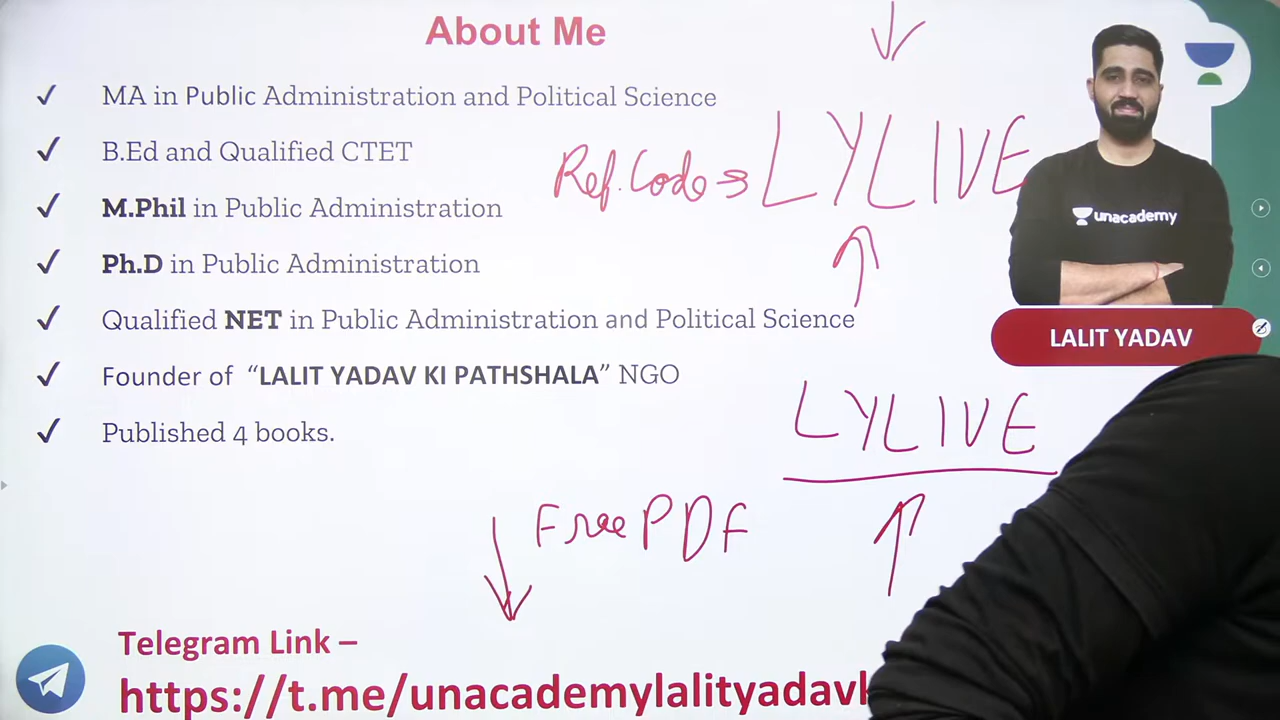 About Me
✓ MA in Public Administration and Political Science
✓ B.Ed and Qualified CTET
✓ M.Phil in Public Administration
✓ Ph.D in Public Administration
✓ Qualified NET in Public Administration and Political Science
✓ Founder of “LALIT YADAV KI PATHSHALA” NGO
✓ Published 4 books.
Ref. Code → LYLIVE
unacademy
LALIT YADAV
LYLIVE
Free PDF
Telegram Link –
https://t.me/unacademylalityadavk